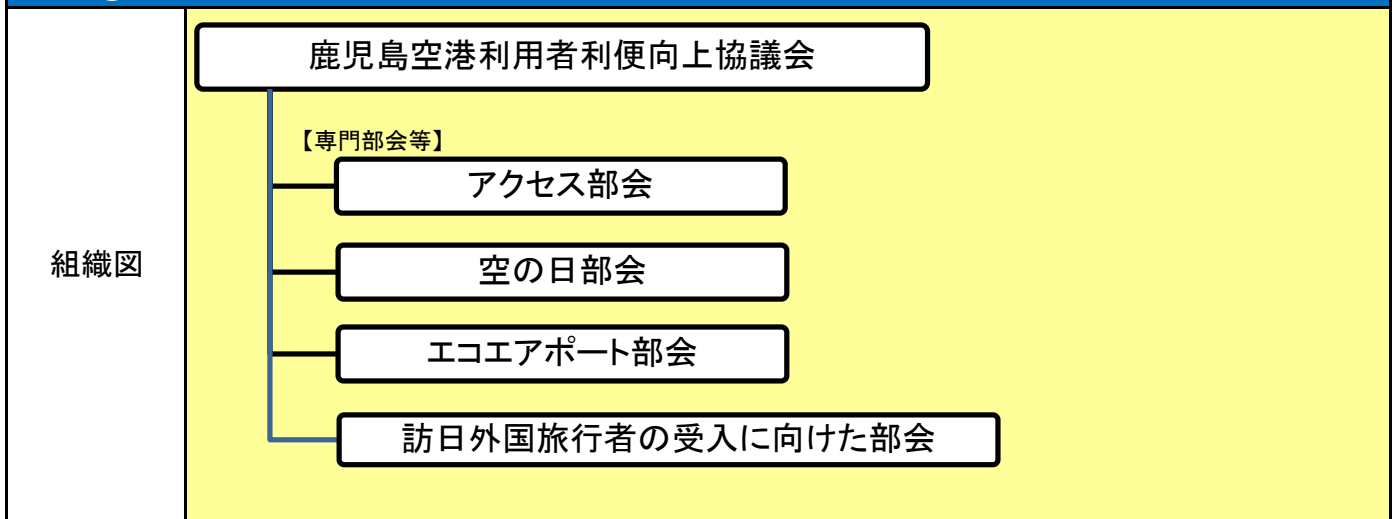 鹿児島空港利用者利便向上協議会
【専門部会等】
アクセス部会
空の日部会
組織図
エコエアポート部会
訪日外国旅行者の受入に向けた部会